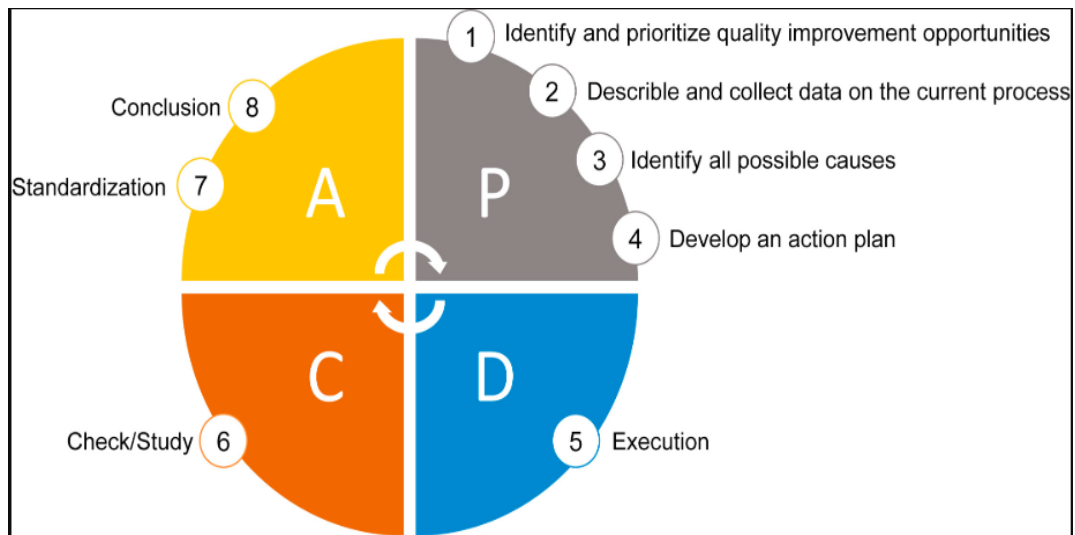 1 Identify and prioritize quality improvement opportunities
2 Describle and collect data on the current process
3 Identify all possible causes
4 Develop an action plan
5 Execution
6 Check/Study
7 Standardization
8 Conclusion
A P
C D